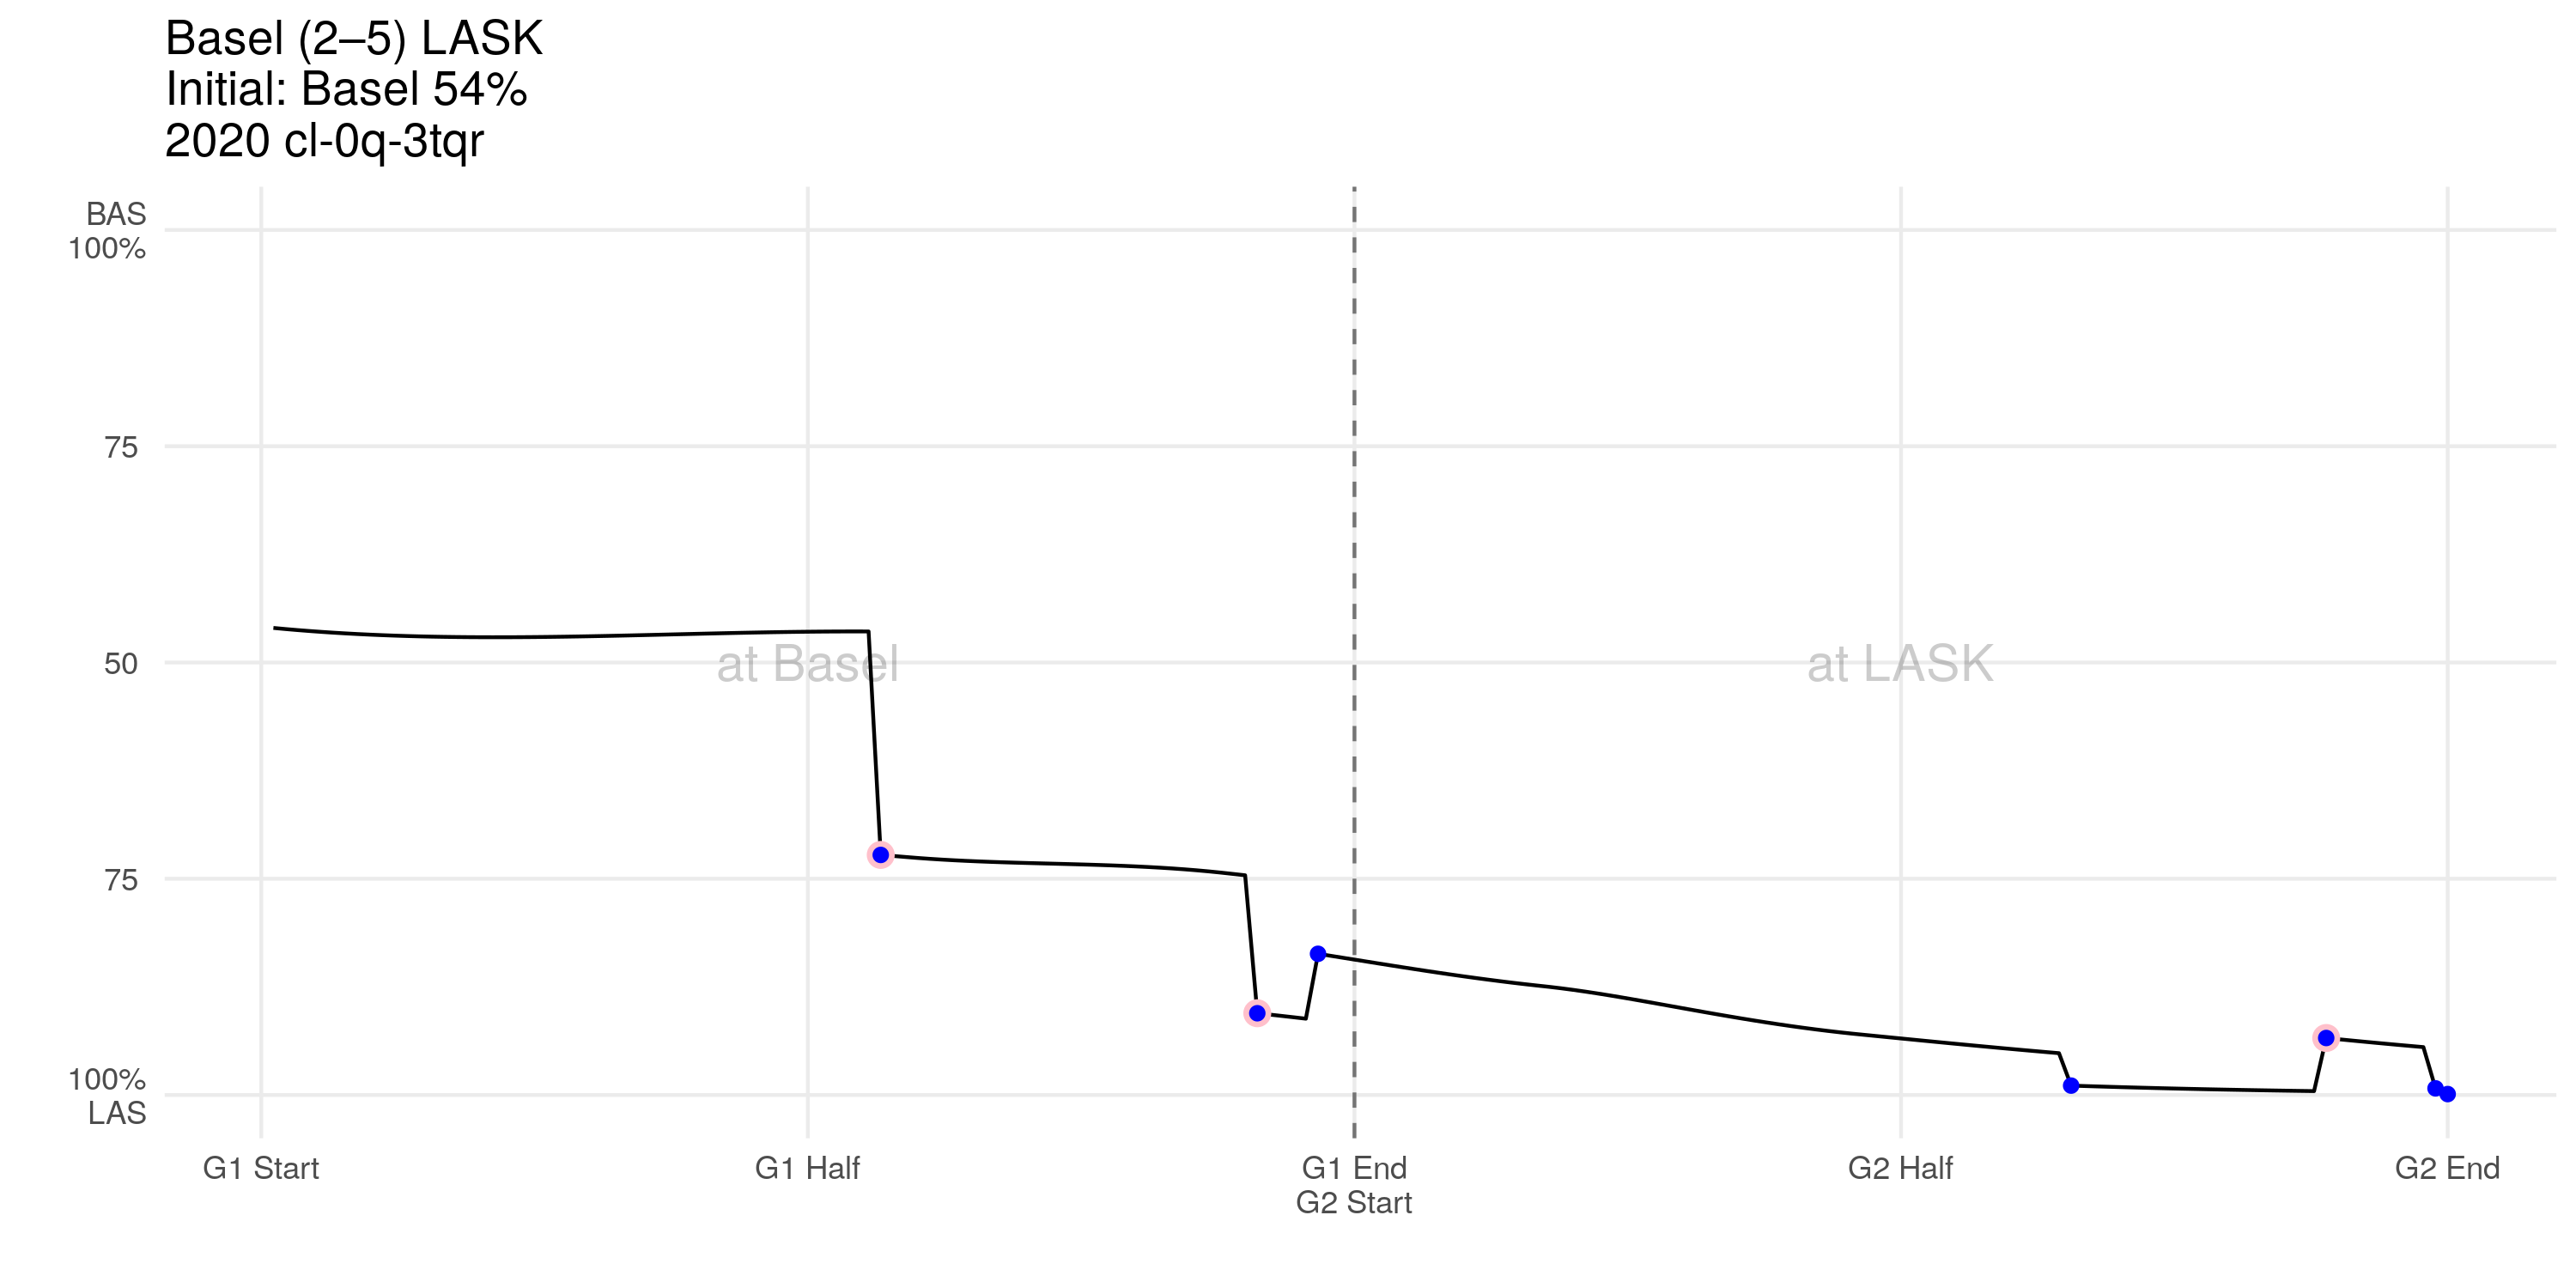 Basel (2–5) LASK
Initial: Basel 54%
2020 cl-0q-3tqr
BAS
100%
75
50
75
100%
LAS
at Basel
at LASK
G1 Start
G1 Half
G1 End
G2 Start
G2 Half
G2 End